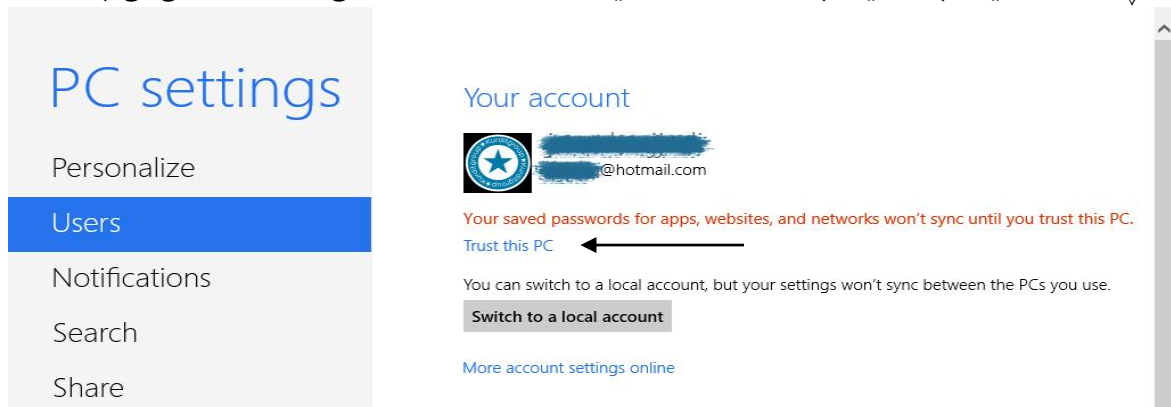 PC settings
Personalize
Users
Notifications
Search
Share
Your account
@hotmail.com
Your saved passwords for apps, websites, and networks won't sync until you trust this PC.
Trust this PC
You can switch to a local account, but your settings won't sync between the PCs you use.
Switch to a local account
More account settings online